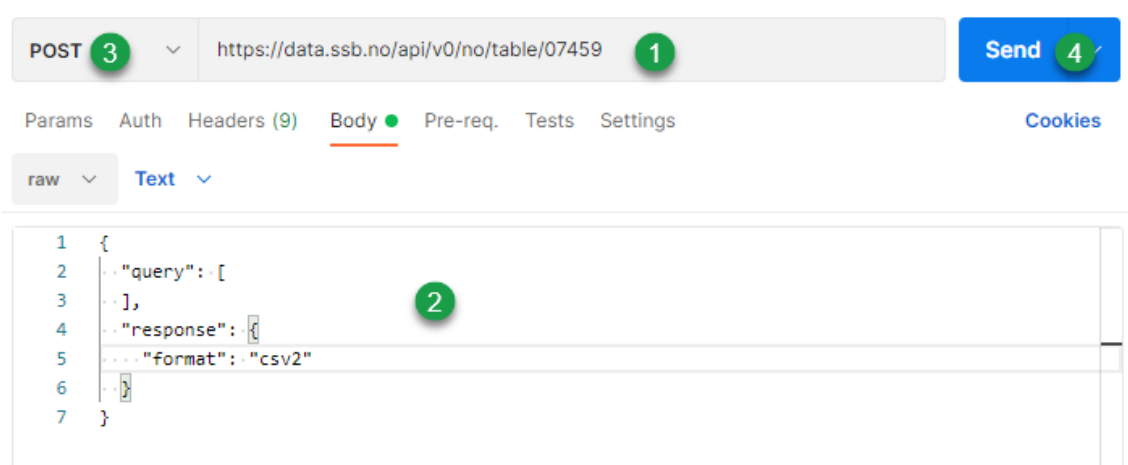 POST 3 https://data.ssb.no/api/v0/no/table/07459 1 Send 4
Params Auth Headers (9) Body Pre-req. Tests Settings Cookies
raw Text
1 {
2 "query": [
3 ],
2
4 "response": {
5 "format": "csv2"
6 }
7 }